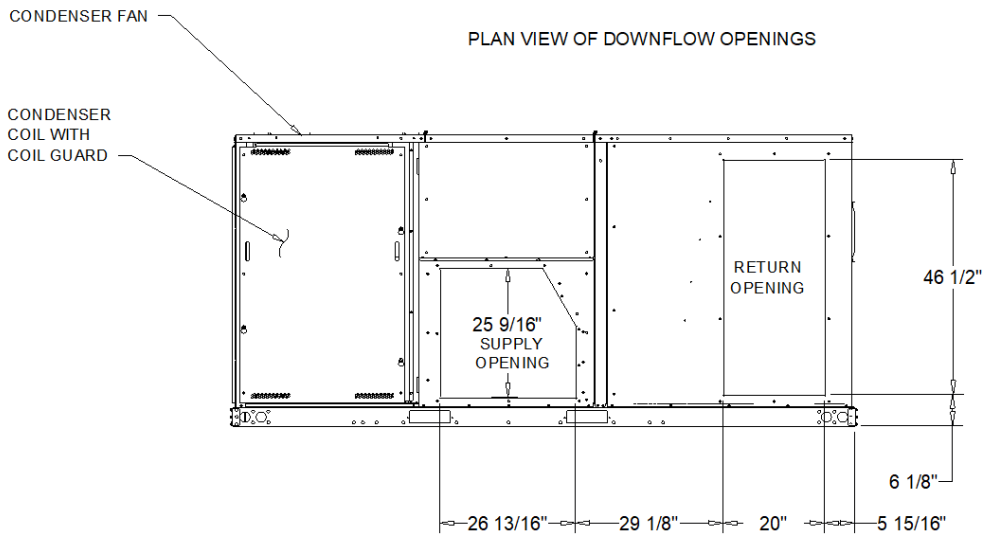 CONDENSER FAN
PLAN VIEW OF DOWNFLOW OPENINGS
CONDENSER
COIL WITH
COIL GUARD
RETURN
OPENING
46 1/2"
25 9/16"
SUPPLY
OPENING
6 1/8"
26 13/16"
29 1/8"
20"
5 15/16"